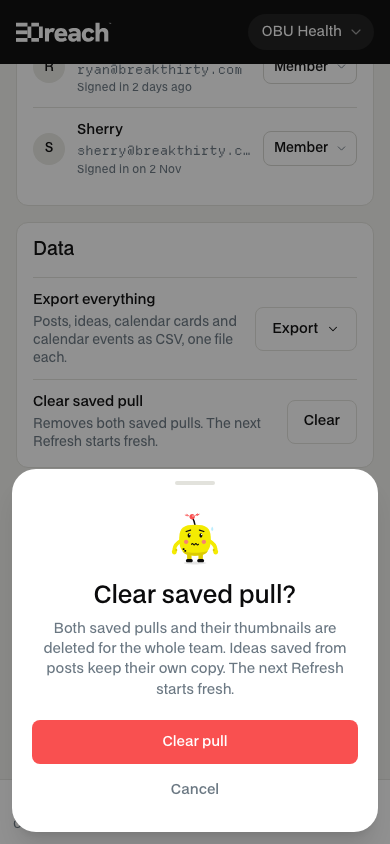 30reach
OBU Health
R
ryan@breakthirty.com
Member
Signed in 2 days ago
Sherry
S
sherry@breakthirty.c…
Member
Signed in on 2 Nov
Data
Export everything
Posts, ideas, calendar cards and
calendar events as CSV, one file
each.
Export
Clear saved pull
Removes both saved pulls. The next
Refresh starts fresh.
Clear
Clear saved pull?
Both saved pulls and their thumbnails are
deleted for the whole team. Ideas saved from
posts keep their own copy. The next Refresh
starts fresh.
Clear pull
Cancel